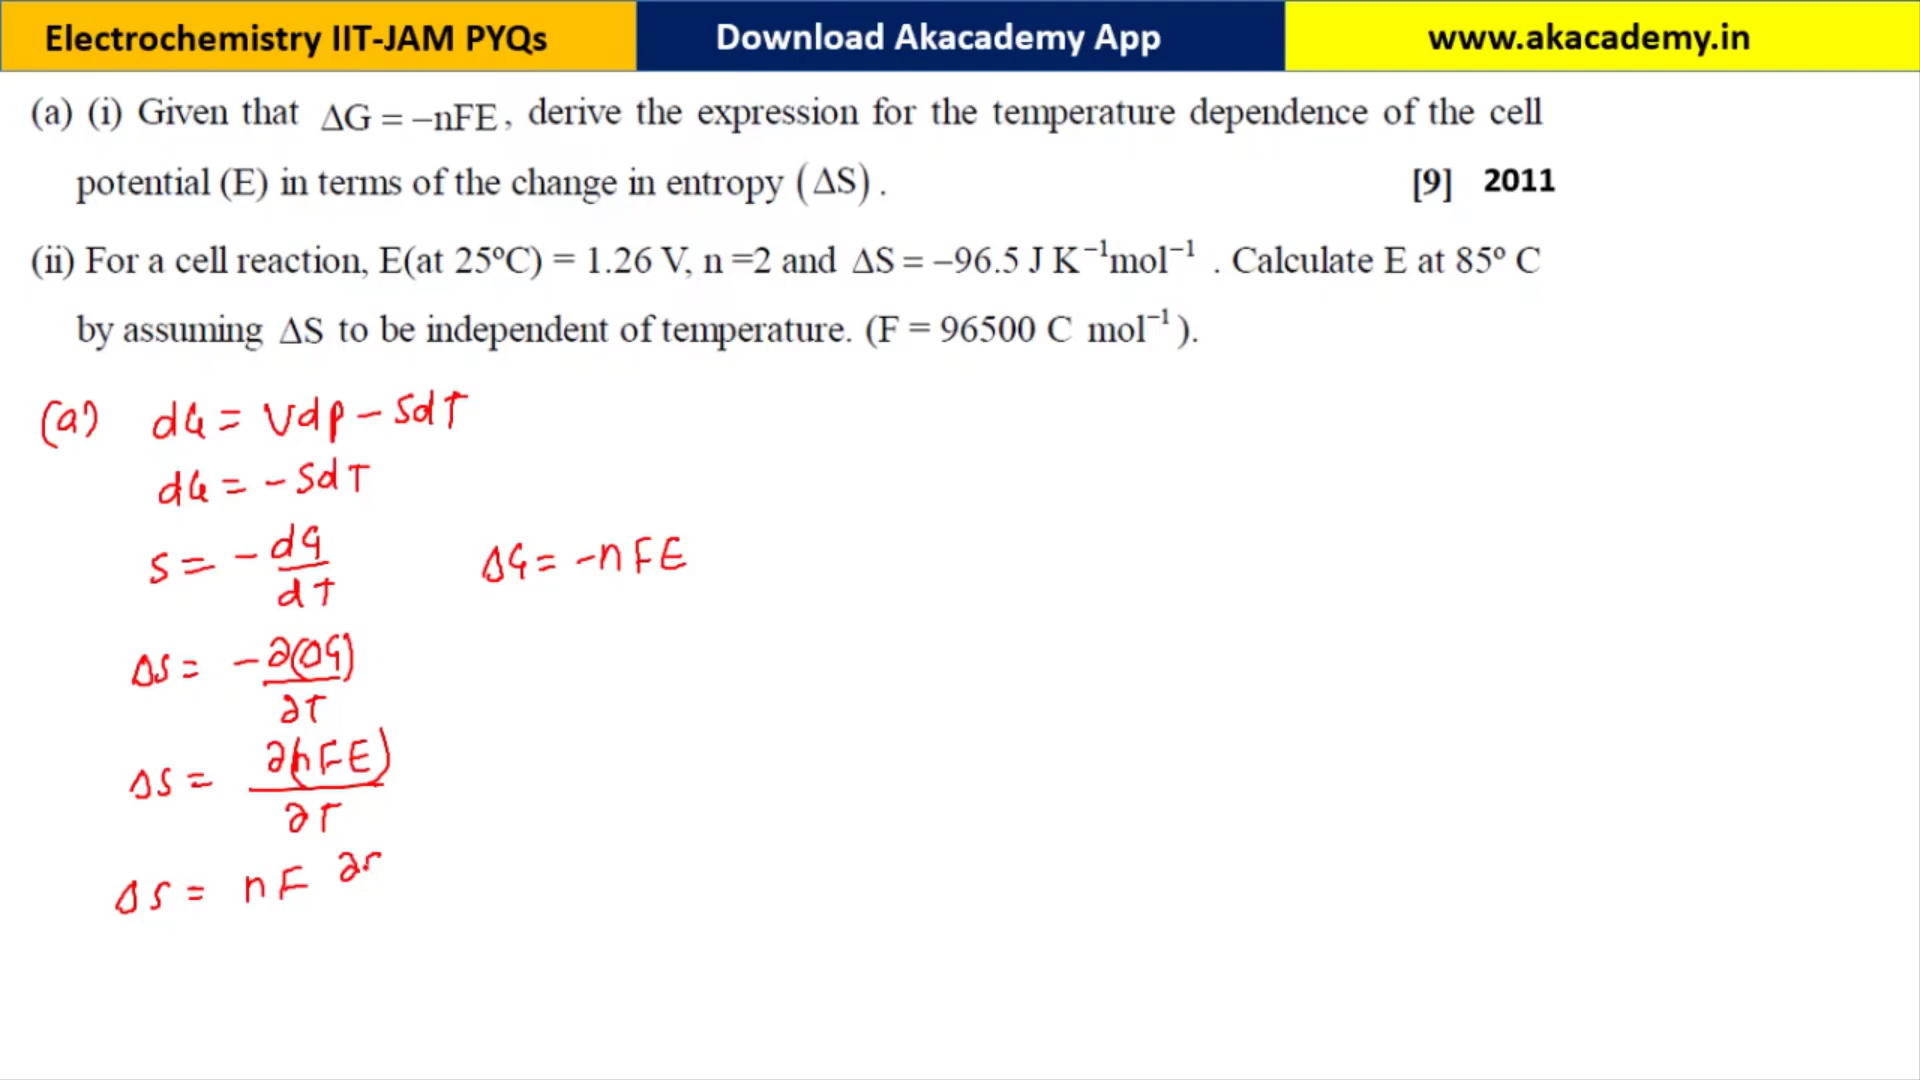 Electrochemistry IIT-JAM PYQs
Download Akacademy App
www.akacademy.in
(a) (i) Given that ΔG = –nFE, derive the expression for the temperature dependence of the cell
potential (E) in terms of the change in entropy (ΔS). [9] 2011
(ii) For a cell reaction, E(at 25ºC) = 1.26 V, n =2 and ΔS = –96.5 J K⁻¹mol⁻¹ . Calculate E at 85º C
by assuming ΔS to be independent of temperature. (F = 96500 C mol⁻¹).
(a) dG = Vdp - SdT
dG = - SdT
S = - dG/dT
ΔG = -nFE
ΔS = - ∂(ΔG)/∂T
ΔS = ∂(nFE)/∂T
ΔS = nF ∂